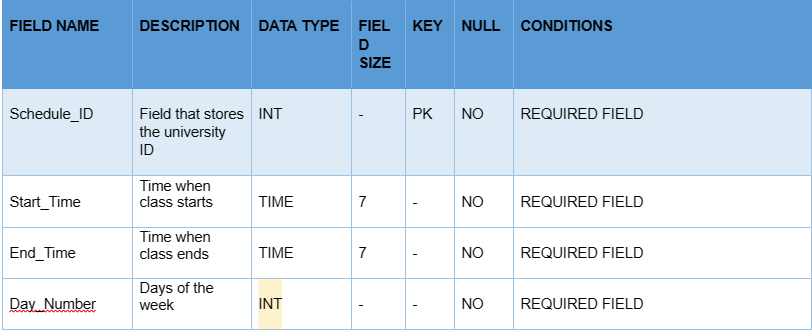 FIELD NAME DESCRIPTION DATA TYPE FIEL KEY NULL CONDITIONS
D
SIZE
Schedule_ID Field that stores INT - PK NO REQUIRED FIELD
the university
ID
Time when
Start_Time class starts TIME 7 - NO REQUIRED FIELD
Time when
End_Time class ends TIME 7 - NO REQUIRED FIELD
Days of the
Day_Number week INT - - NO REQUIRED FIELD